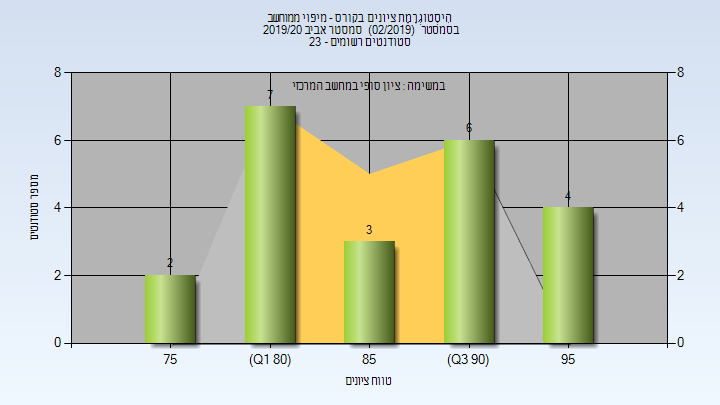 היסטוגרמת ציונים בקורס - מיפוי ממוחשב
בסמסטר (02/2019) סמסטר אביב 2019/20
סטודנטים רשומים - 23
במשימה : ציון סופי במחשב המרכזי
8 8
7
6 6
6
4 4
4
3
2 2
2
0 0
75 (Q1 80) 85 (Q3 90) 95
מספר סטודנטים
טווח ציונים